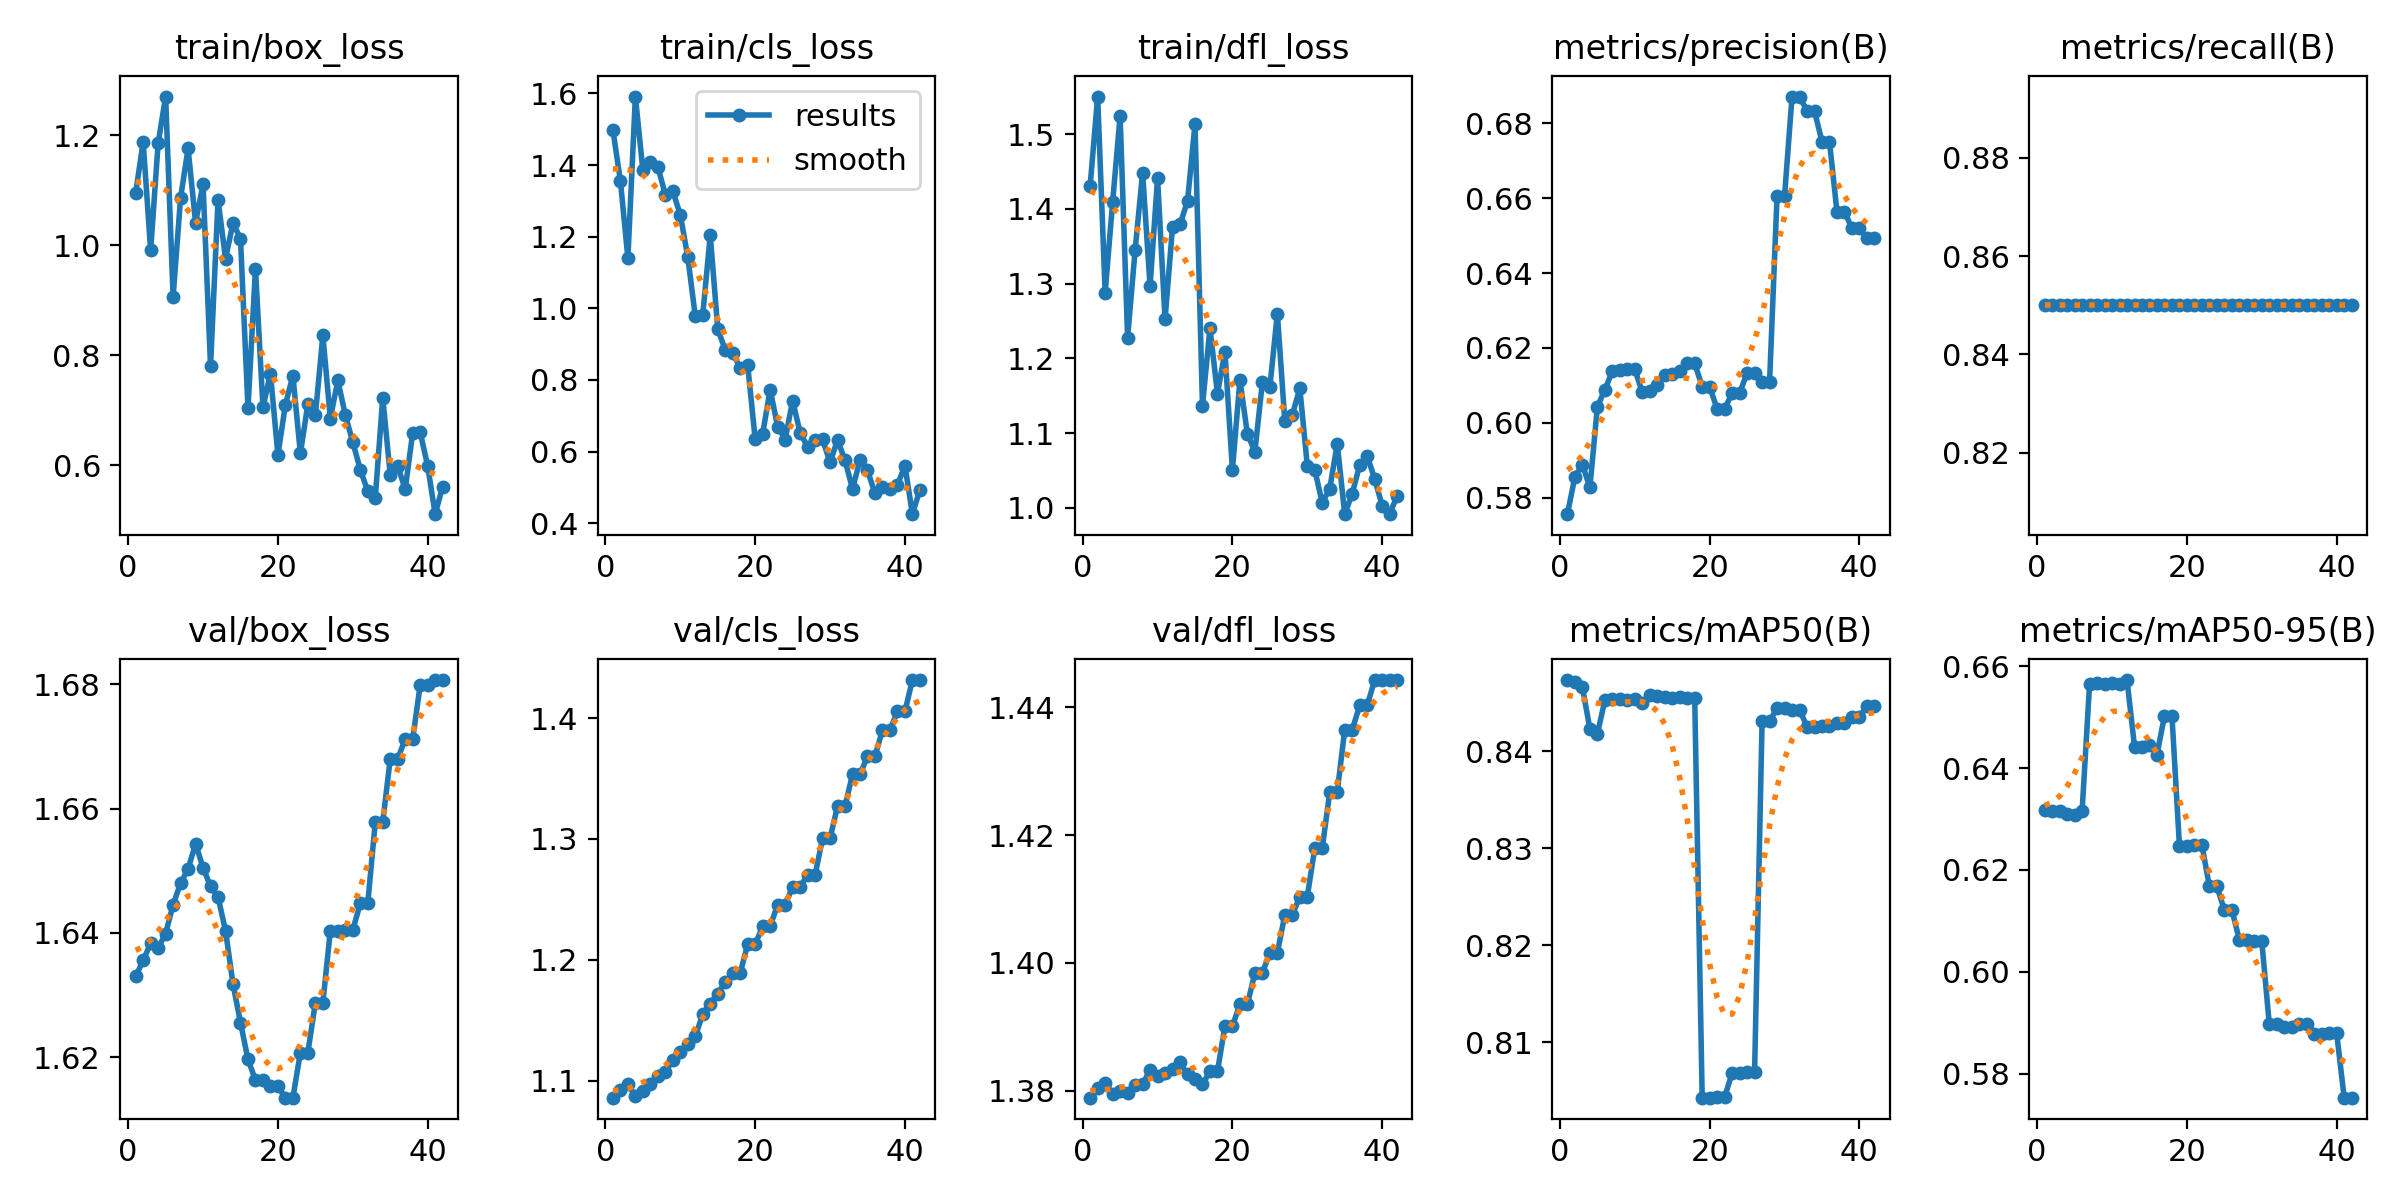 train/box_loss
1.2
1.0
0.8
0.6
0 20 40
train/cls_loss
results
smooth
1.6
1.4
1.2
1.0
0.8
0.6
0.4
0 20 40
train/dfl_loss
1.5
1.4
1.3
1.2
1.1
1.0
0 20 40
metrics/precision(B)
0.68
0.66
0.64
0.62
0.60
0.58
0 20 40
metrics/recall(B)
0.88
0.86
0.84
0.82
0 20 40
val/box_loss
1.68
1.66
1.64
1.62
0 20 40
val/cls_loss
1.4
1.3
1.2
1.1
0 20 40
val/dfl_loss
1.44
1.42
1.40
1.38
0 20 40
metrics/mAP50(B)
0.84
0.83
0.82
0.81
0 20 40
metrics/mAP50-95(B)
0.66
0.64
0.62
0.60
0.58
0 20 40